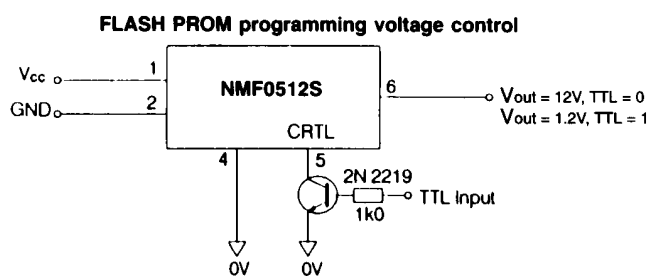 FLASH PROM programming voltage control
Vcc
1
NMF0512S
6
Vout = 12V, TTL = 0
Vout = 1.2V, TTL = 1
GND
2
CRTL
4
5
2N 2219
TTL Input
1k0
0V
0V